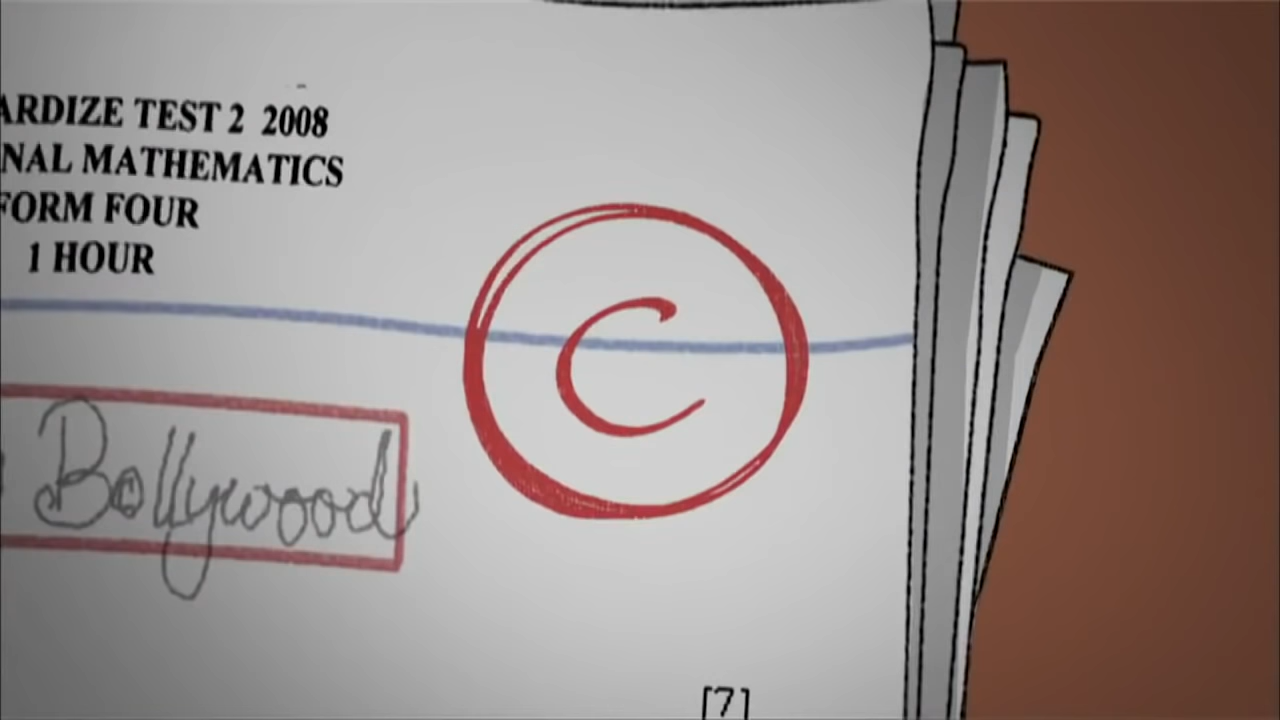 ARDIZE TEST 2 2008
NAL MATHEMATICS
FORM FOUR
1 HOUR
C
Bollywood
[7]